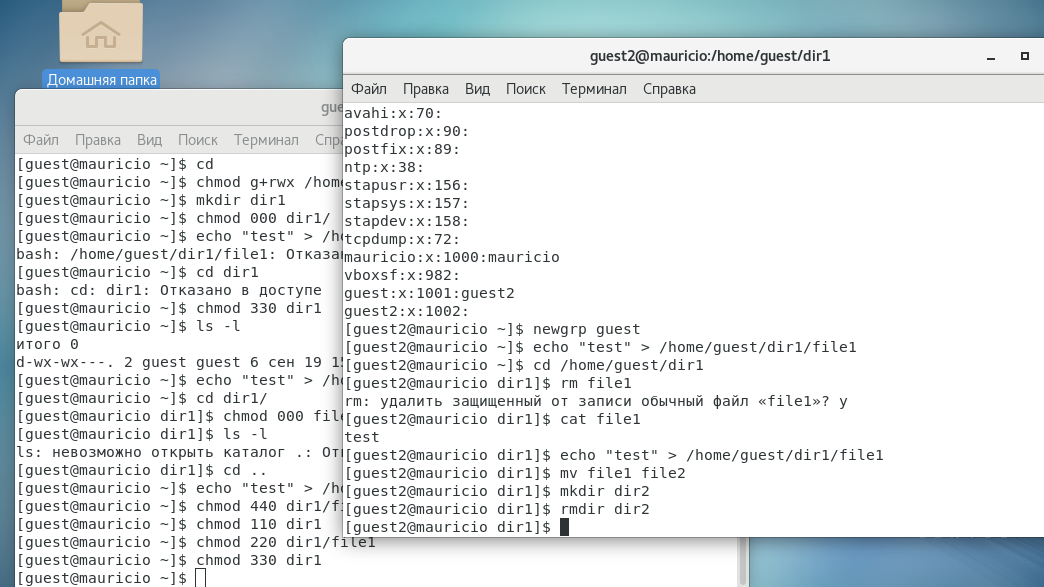 Домашняя папка
guest2@mauricio:/home/guest/dir1
Файл Правка Вид Поиск Терминал Справка
avahi:x:70:
postdrop:x:90:
postfix:x:89:
ntp:x:38:
stapusr:x:156:
stapsys:x:157:
stapdev:x:158:
tcpdump:x:72:
mauricio:x:1000:mauricio
vboxsf:x:982:
guest:x:1001:guest2
guest2:x:1002:
[guest2@mauricio ~]$ newgrp guest
[guest2@mauricio ~]$ echo "test" > /home/guest/dir1/file1
[guest2@mauricio ~]$ cd /home/guest/dir1
[guest2@mauricio dir1]$ rm file1
rm: удалить защищенный от записи обычный файл «file1»? y
[guest2@mauricio dir1]$ cat file1
test
[guest2@mauricio dir1]$ echo "test" > /home/guest/dir1/file1
[guest2@mauricio dir1]$ mv file1 file2
[guest2@mauricio dir1]$ mkdir dir2
[guest2@mauricio dir1]$ rmdir dir2
[guest2@mauricio dir1]$
gue
Файл Правка Вид Поиск Терминал Спра
[guest@mauricio ~]$ cd
[guest@mauricio ~]$ chmod g+rwx /home
[guest@mauricio ~]$ mkdir dir1
[guest@mauricio ~]$ chmod 000 dir1/
[guest@mauricio ~]$ echo "test" > /ho
bash: /home/guest/dir1/file1: Отказан
[guest@mauricio ~]$ cd dir1
bash: cd: dir1: Отказано в доступе
[guest@mauricio ~]$ chmod 330 dir1
[guest@mauricio ~]$ ls -l
итого 0
d-wx-wx---. 2 guest guest 6 сен 19 15
[guest@mauricio ~]$ echo "test" > /ho
[guest@mauricio ~]$ cd dir1/
[guest@mauricio dir1]$ chmod 000 file
[guest@mauricio dir1]$ ls -l
ls: невозможно открыть каталог .: От
[guest@mauricio dir1]$ cd ..
[guest@mauricio ~]$ echo "test" > /ho
[guest@mauricio ~]$ chmod 440 dir1/fi
[guest@mauricio ~]$ chmod 110 dir1
[guest@mauricio ~]$ chmod 220 dir1/file1
[guest@mauricio ~]$ chmod 330 dir1
[guest@mauricio ~]$